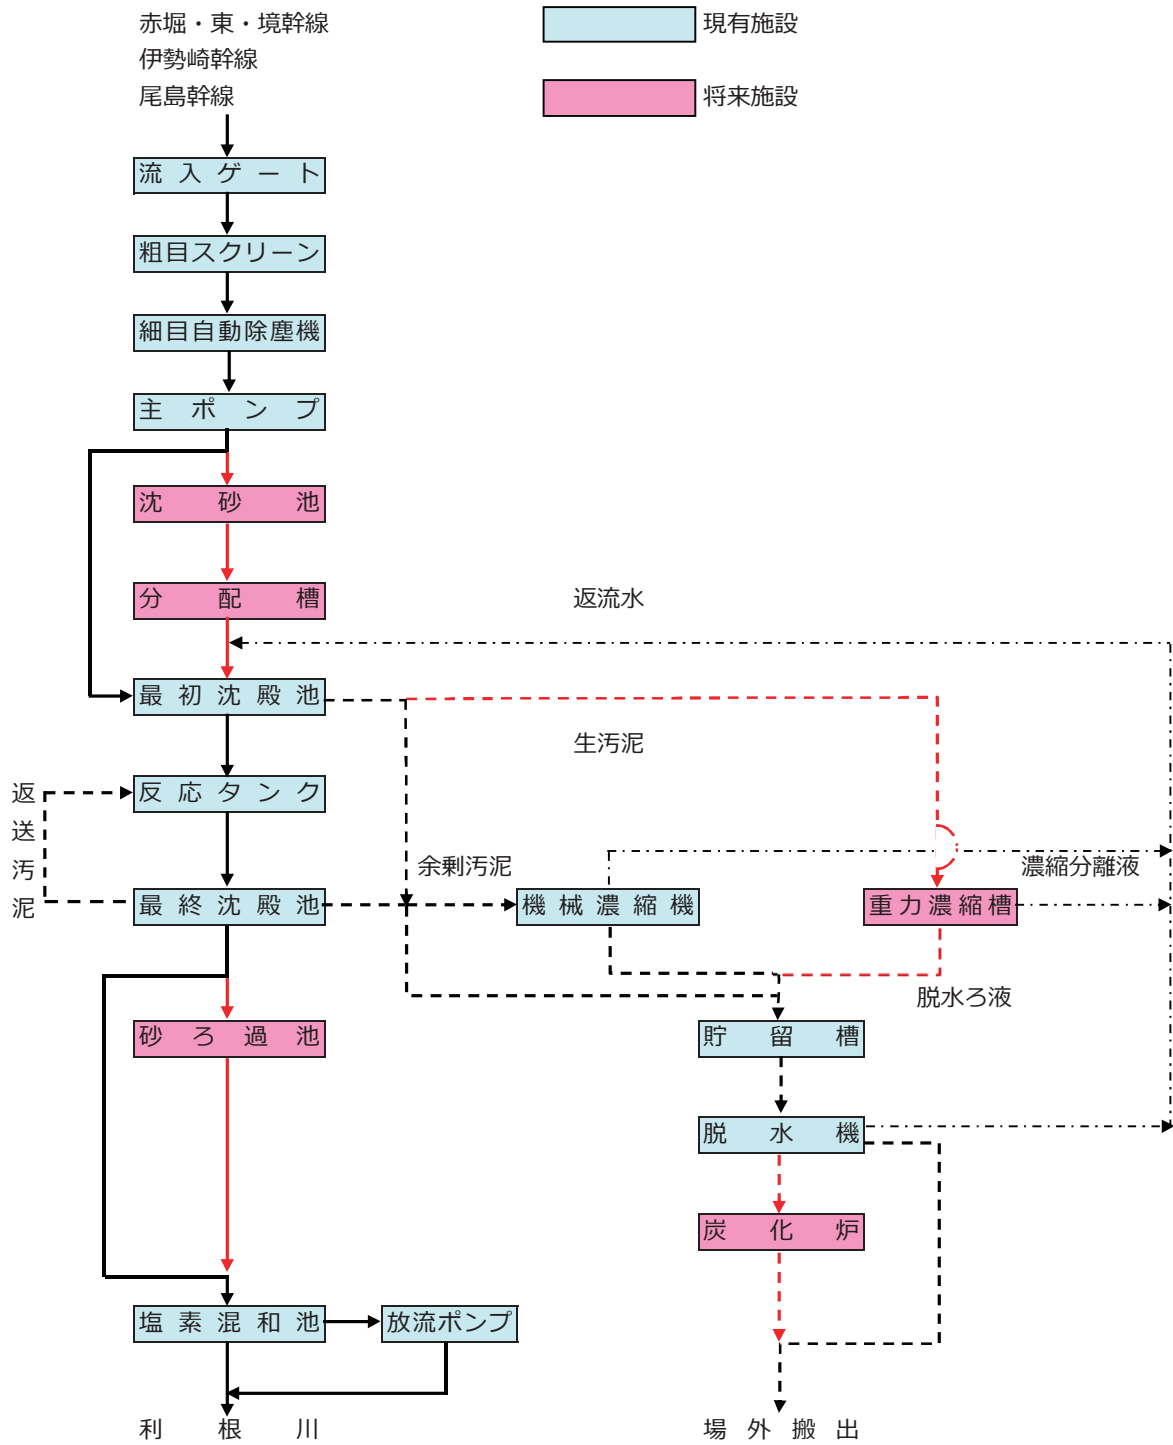 赤堀・東・境幹線
伊勢崎幹線
尾島幹線
現有施設
将来施設
流入ゲート
粗目スクリーン
細目自動除塵機
主ポンプ
沈砂池
分配槽
返流水
最初沈殿池
生汚泥
反応タンク
返送汚泥
余剰汚泥
濃縮分離液
最終沈殿池
機械濃縮機
重力濃縮槽
脱水ろ液
砂ろ過池
貯留槽
脱水機
炭化炉
塩素混和池
放流ポンプ
利根川
場外搬出